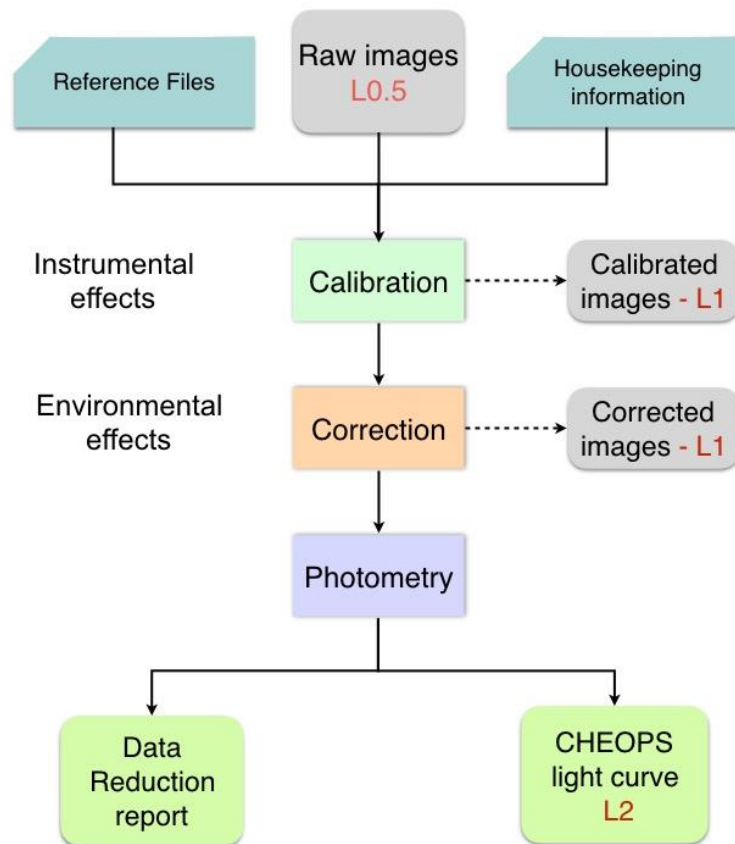 Reference Files
Raw images
L0.5
Housekeeping
information
Instrumental
effects
Calibration
Calibrated
images - L1
Environmental
effects
Correction
Corrected
images - L1
Photometry
Data
Reduction
report
CHEOPS
light curve
L2